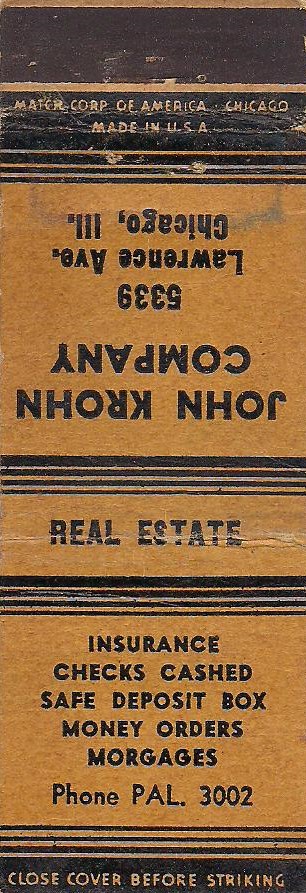 MATCH CORP. OF AMERICA · CHICAGO
MADE IN U.S.A.
JOHN KROHN
COMPANY
5339
Lawrence Ave.
Chicago, Ill.
REAL ESTATE
INSURANCE
CHECKS CASHED
SAFE DEPOSIT BOX
MONEY ORDERS
MORGAGES
Phone PAL. 3002
CLOSE COVER BEFORE STRIKING